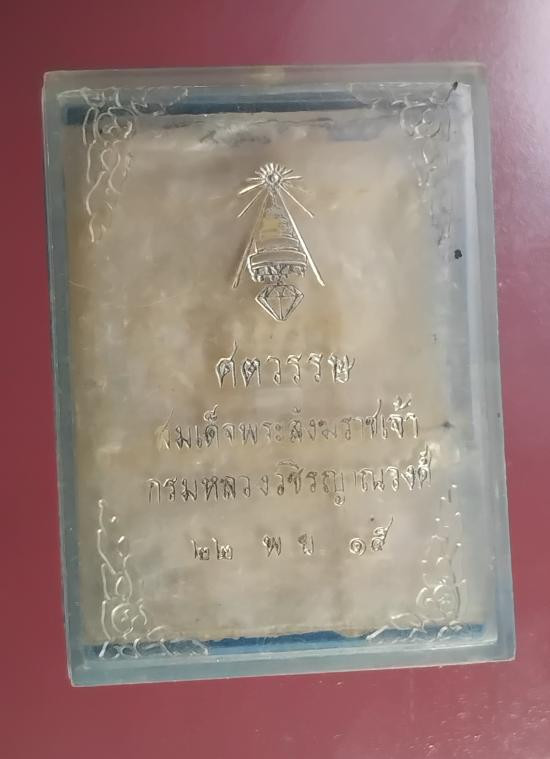 ศตวรรษ
สมเด็จพระสังฆราชเจ้า
กรมหลวงวชิรญาณวงศ์
๒๒ พ ย ๑๕